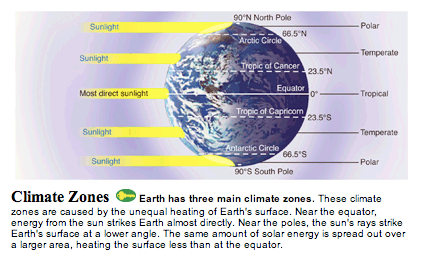 90°N North Pole
Sunlight
Polar
66.5°N
Arctic Circle
Temperate
Sunlight
Tropic of Cancer
23.5°N
Equator
Most direct sunlight
0°
Tropical
Tropic of Capricorn
23.5°S
Sunlight
Temperate
Antarctic Circle
66.5°S
Sunlight
Polar
90°S South Pole
Climate Zones Earth has three main climate zones. These climate
zones are caused by the unequal heating of Earth's surface. Near the equator,
energy from the sun strikes Earth almost directly. Near the poles, the sun's rays strike
Earth's surface at a lower angle. The same amount of solar energy is spread out over
a larger area, heating the surface less than at the equator.